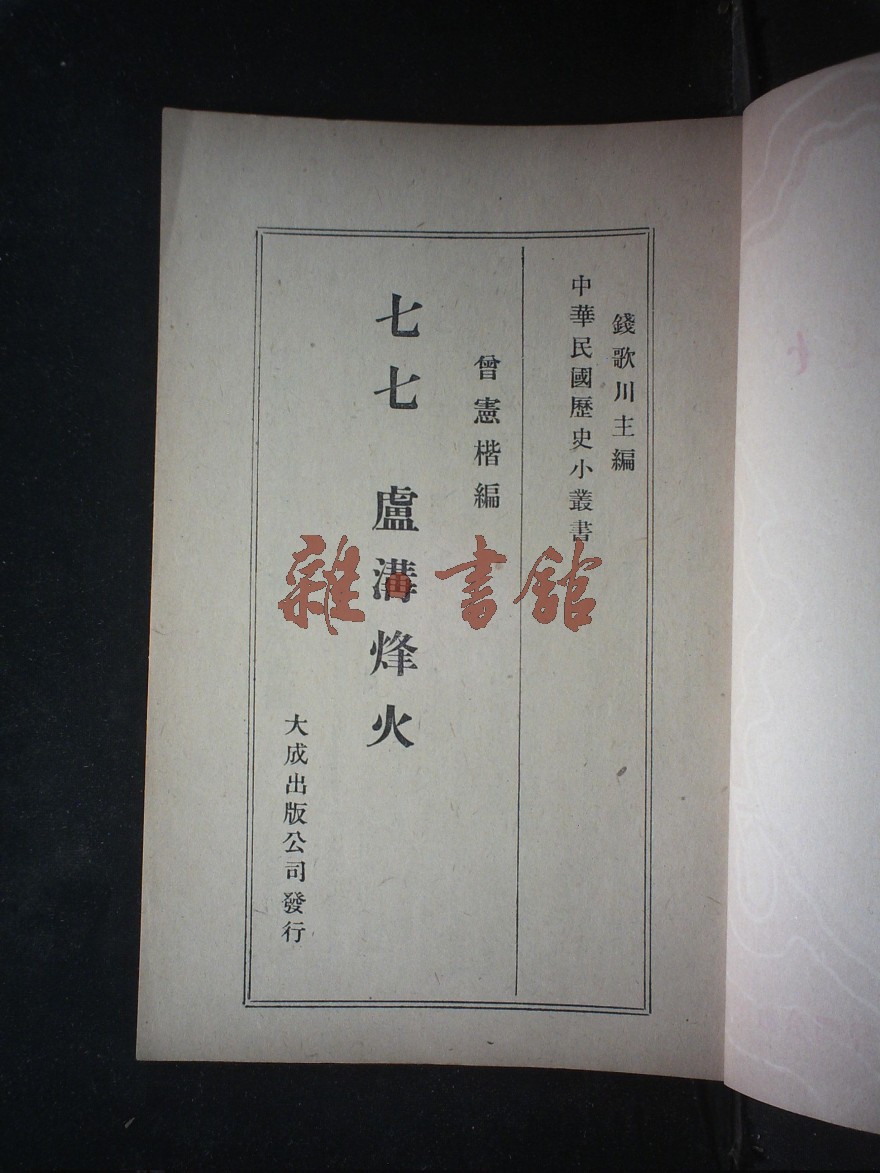 錢歌川主編
中華民國歷史小叢書
曾憲楷編
七七 盧溝烽火
大成出版公司發行
雜書館